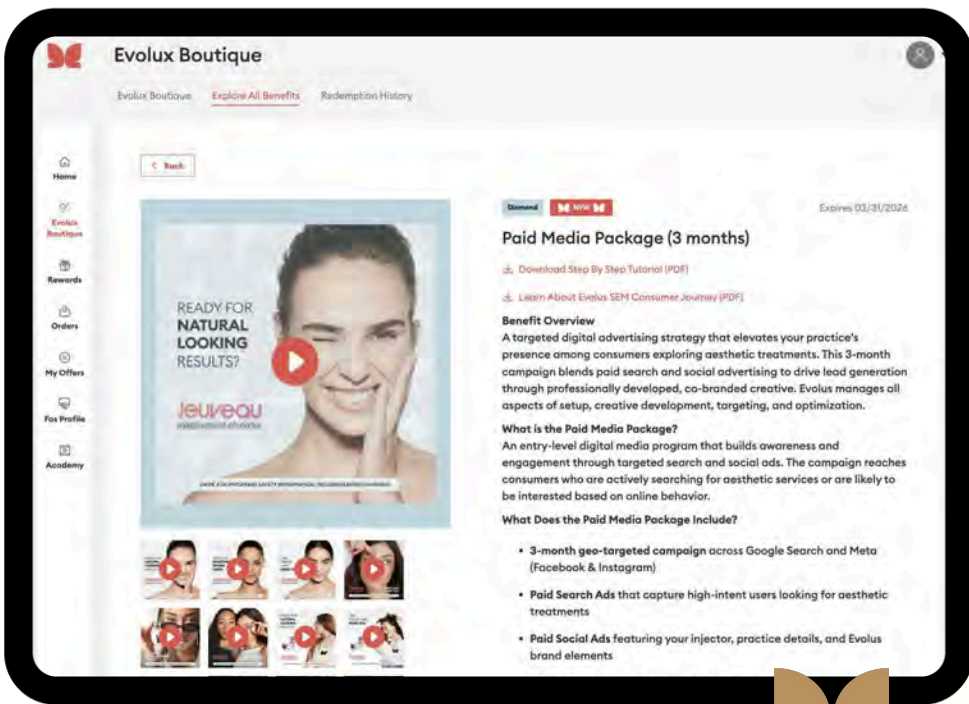 Evolux Boutique
Evolux Boutique Explore All Benefits Redemption History
Home
Evolux
Boutique
Rewards
Orders
My Offers
Fos Profile
Academy
Back
READY FOR
NATURAL
LOOKING
RESULTS?
Jeuveau
Diamond NEW Expires 03/31/2026
Paid Media Package (3 months)
Download Step By Step Tutorial (PDF)
Learn About Evolus SEM Consumer Journey (PDF)
Benefit Overview
A targeted digital advertising strategy that elevates your practice's
presence among consumers exploring aesthetic treatments. This 3-month
campaign blends paid search and social advertising to drive lead generation
through professionally developed, co-branded creative. Evolus manages all
aspects of setup, creative development, targeting, and optimization.
What is the Paid Media Package?
An entry-level digital media program that builds awareness and
engagement through targeted search and social ads. The campaign reaches
consumers who are actively searching for aesthetic services or are likely to
be interested based on online behavior.
What Does the Paid Media Package Include?
• 3-month geo-targeted campaign across Google Search and Meta
(Facebook & Instagram)
• Paid Search Ads that capture high-intent users looking for aesthetic
treatments
• Paid Social Ads featuring your injector, practice details, and Evolus
brand elements